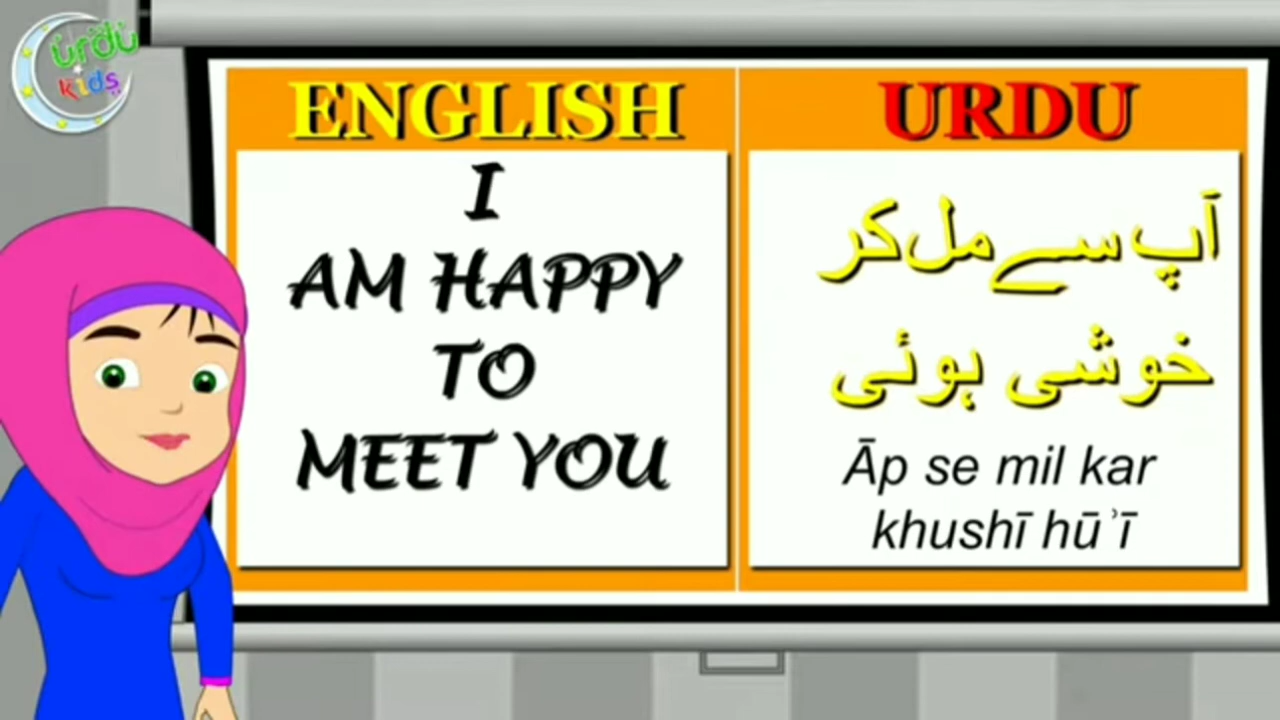 urdu
kids
ENGLISH
I
AM HAPPY
TO
MEET YOU
URDU
آپ سے مل کر
خوشی ہوئی
Āp se mil kar
khushī hūʾī